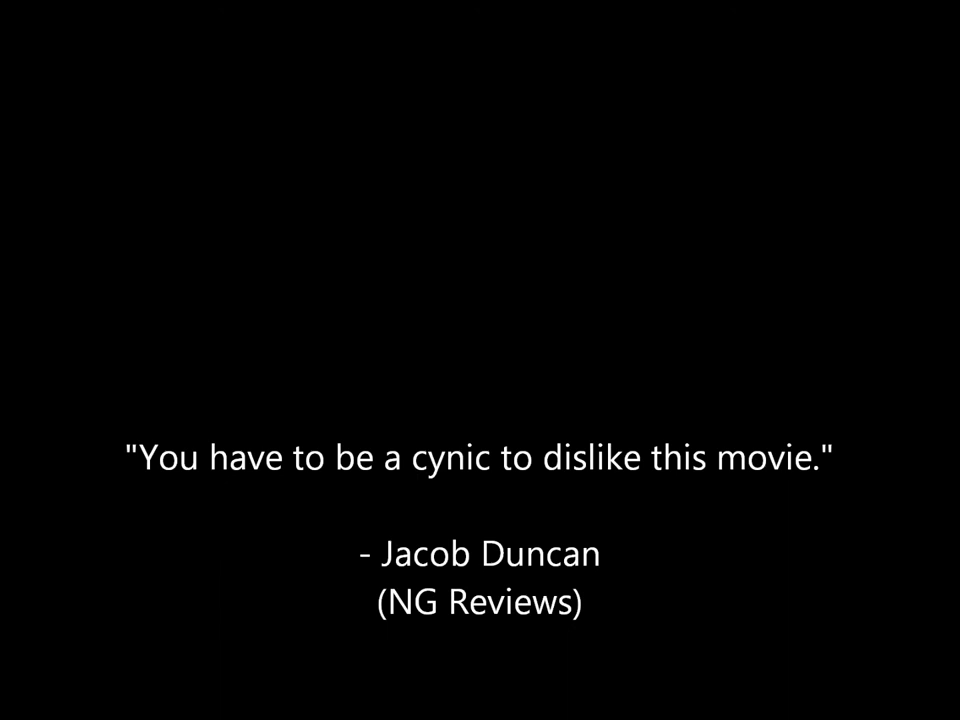 "You have to be a cynic to dislike this movie."
- Jacob Duncan
(NG Reviews)